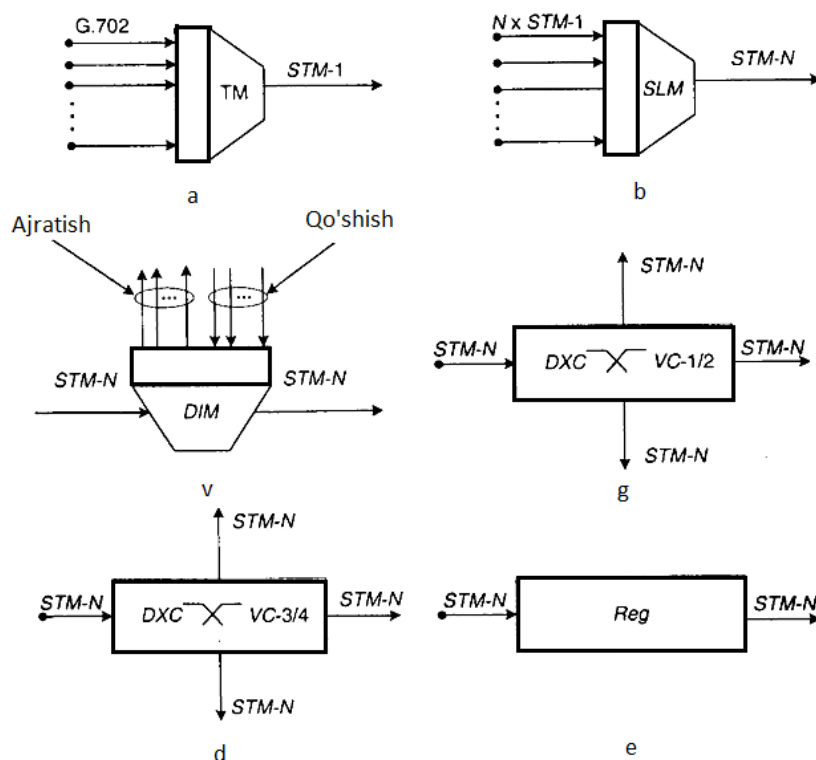 G.702
TM
STM-1
a
N x STM-1
SLM
STM-N
b
Ajratish
Qo'shish
...
...
STM-N
STM-N
DIM
v
STM-N
STM-N
DXC VC-1/2
STM-N
STM-N
g
STM-N
STM-N
DXC VC-3/4
STM-N
STM-N
d
STM-N
Reg
STM-N
e